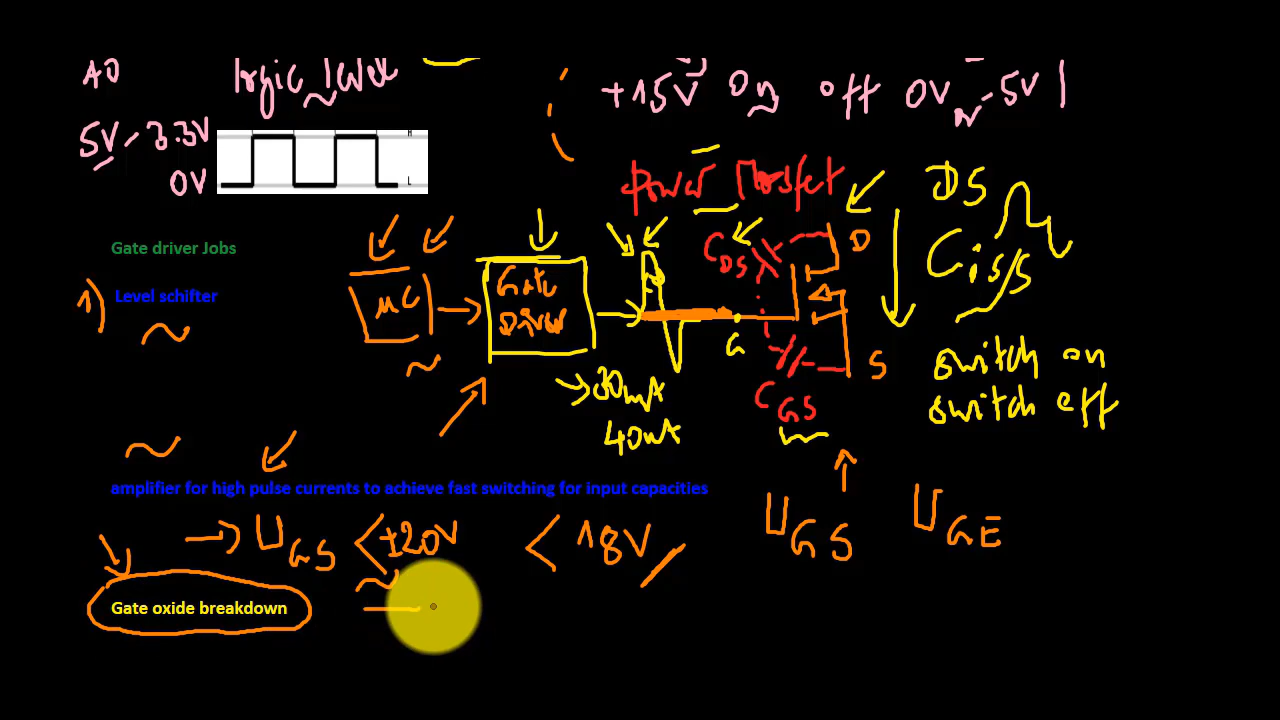 logic level
+15V On off 0V -5V
5V - 3.3V
H
0V
L
Power Mosfet
DS
Gate driver Jobs
CDS
D
Ciss
1) Level schifter
µC
Gate
Driver
G
switch on
S
30mA
switch off
CGS
40mA
amplifier for high pulse currents to achieve fast switching for input capacities
UGS < ±20V < 18V
UGS
UGE
Gate oxide breakdown